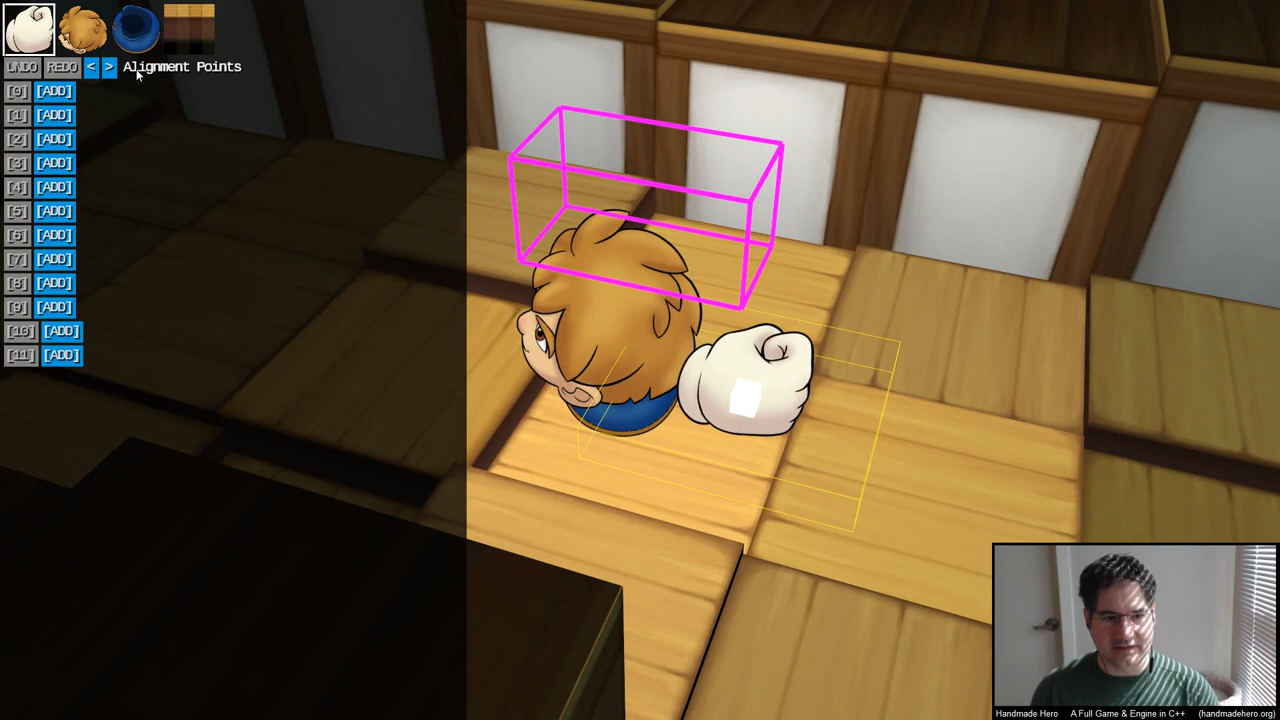 UNDO REDO < > Alignment Points
[0] [ADD]
[1] [ADD]
[2] [ADD]
[3] [ADD]
[4] [ADD]
[5] [ADD]
[6] [ADD]
[7] [ADD]
[8] [ADD]
[9] [ADD]
[10] [ADD]
[11] [ADD]
Handmade Hero A Full Game & Engine in C++ (handmadehero.org)